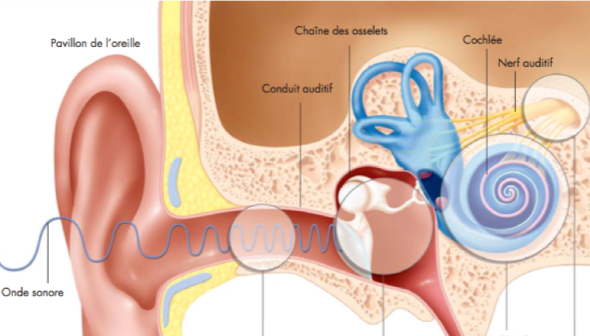 Chaîne des osselets
Pavillon de l'oreille
Cochlée
Nerf auditif
Conduit auditif
Onde sonore